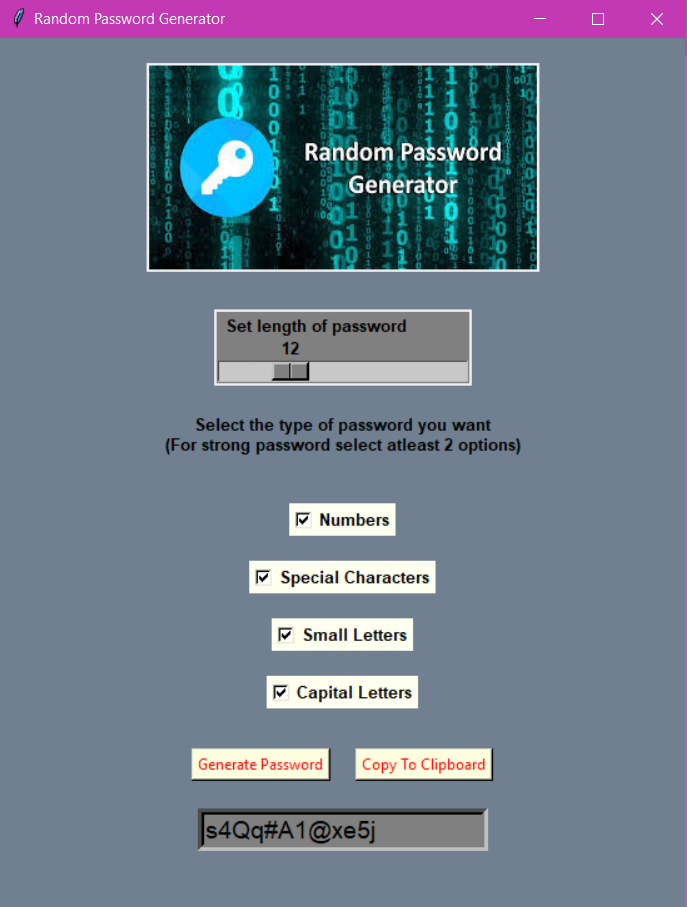 Random Password Generator
Random Password
Generator
Set length of password
12
Select the type of password you want
(For strong password select atleast 2 options)
Numbers
Special Characters
Small Letters
Capital Letters
Generate Password Copy To Clipboard
s4Qq#A1@xe5j